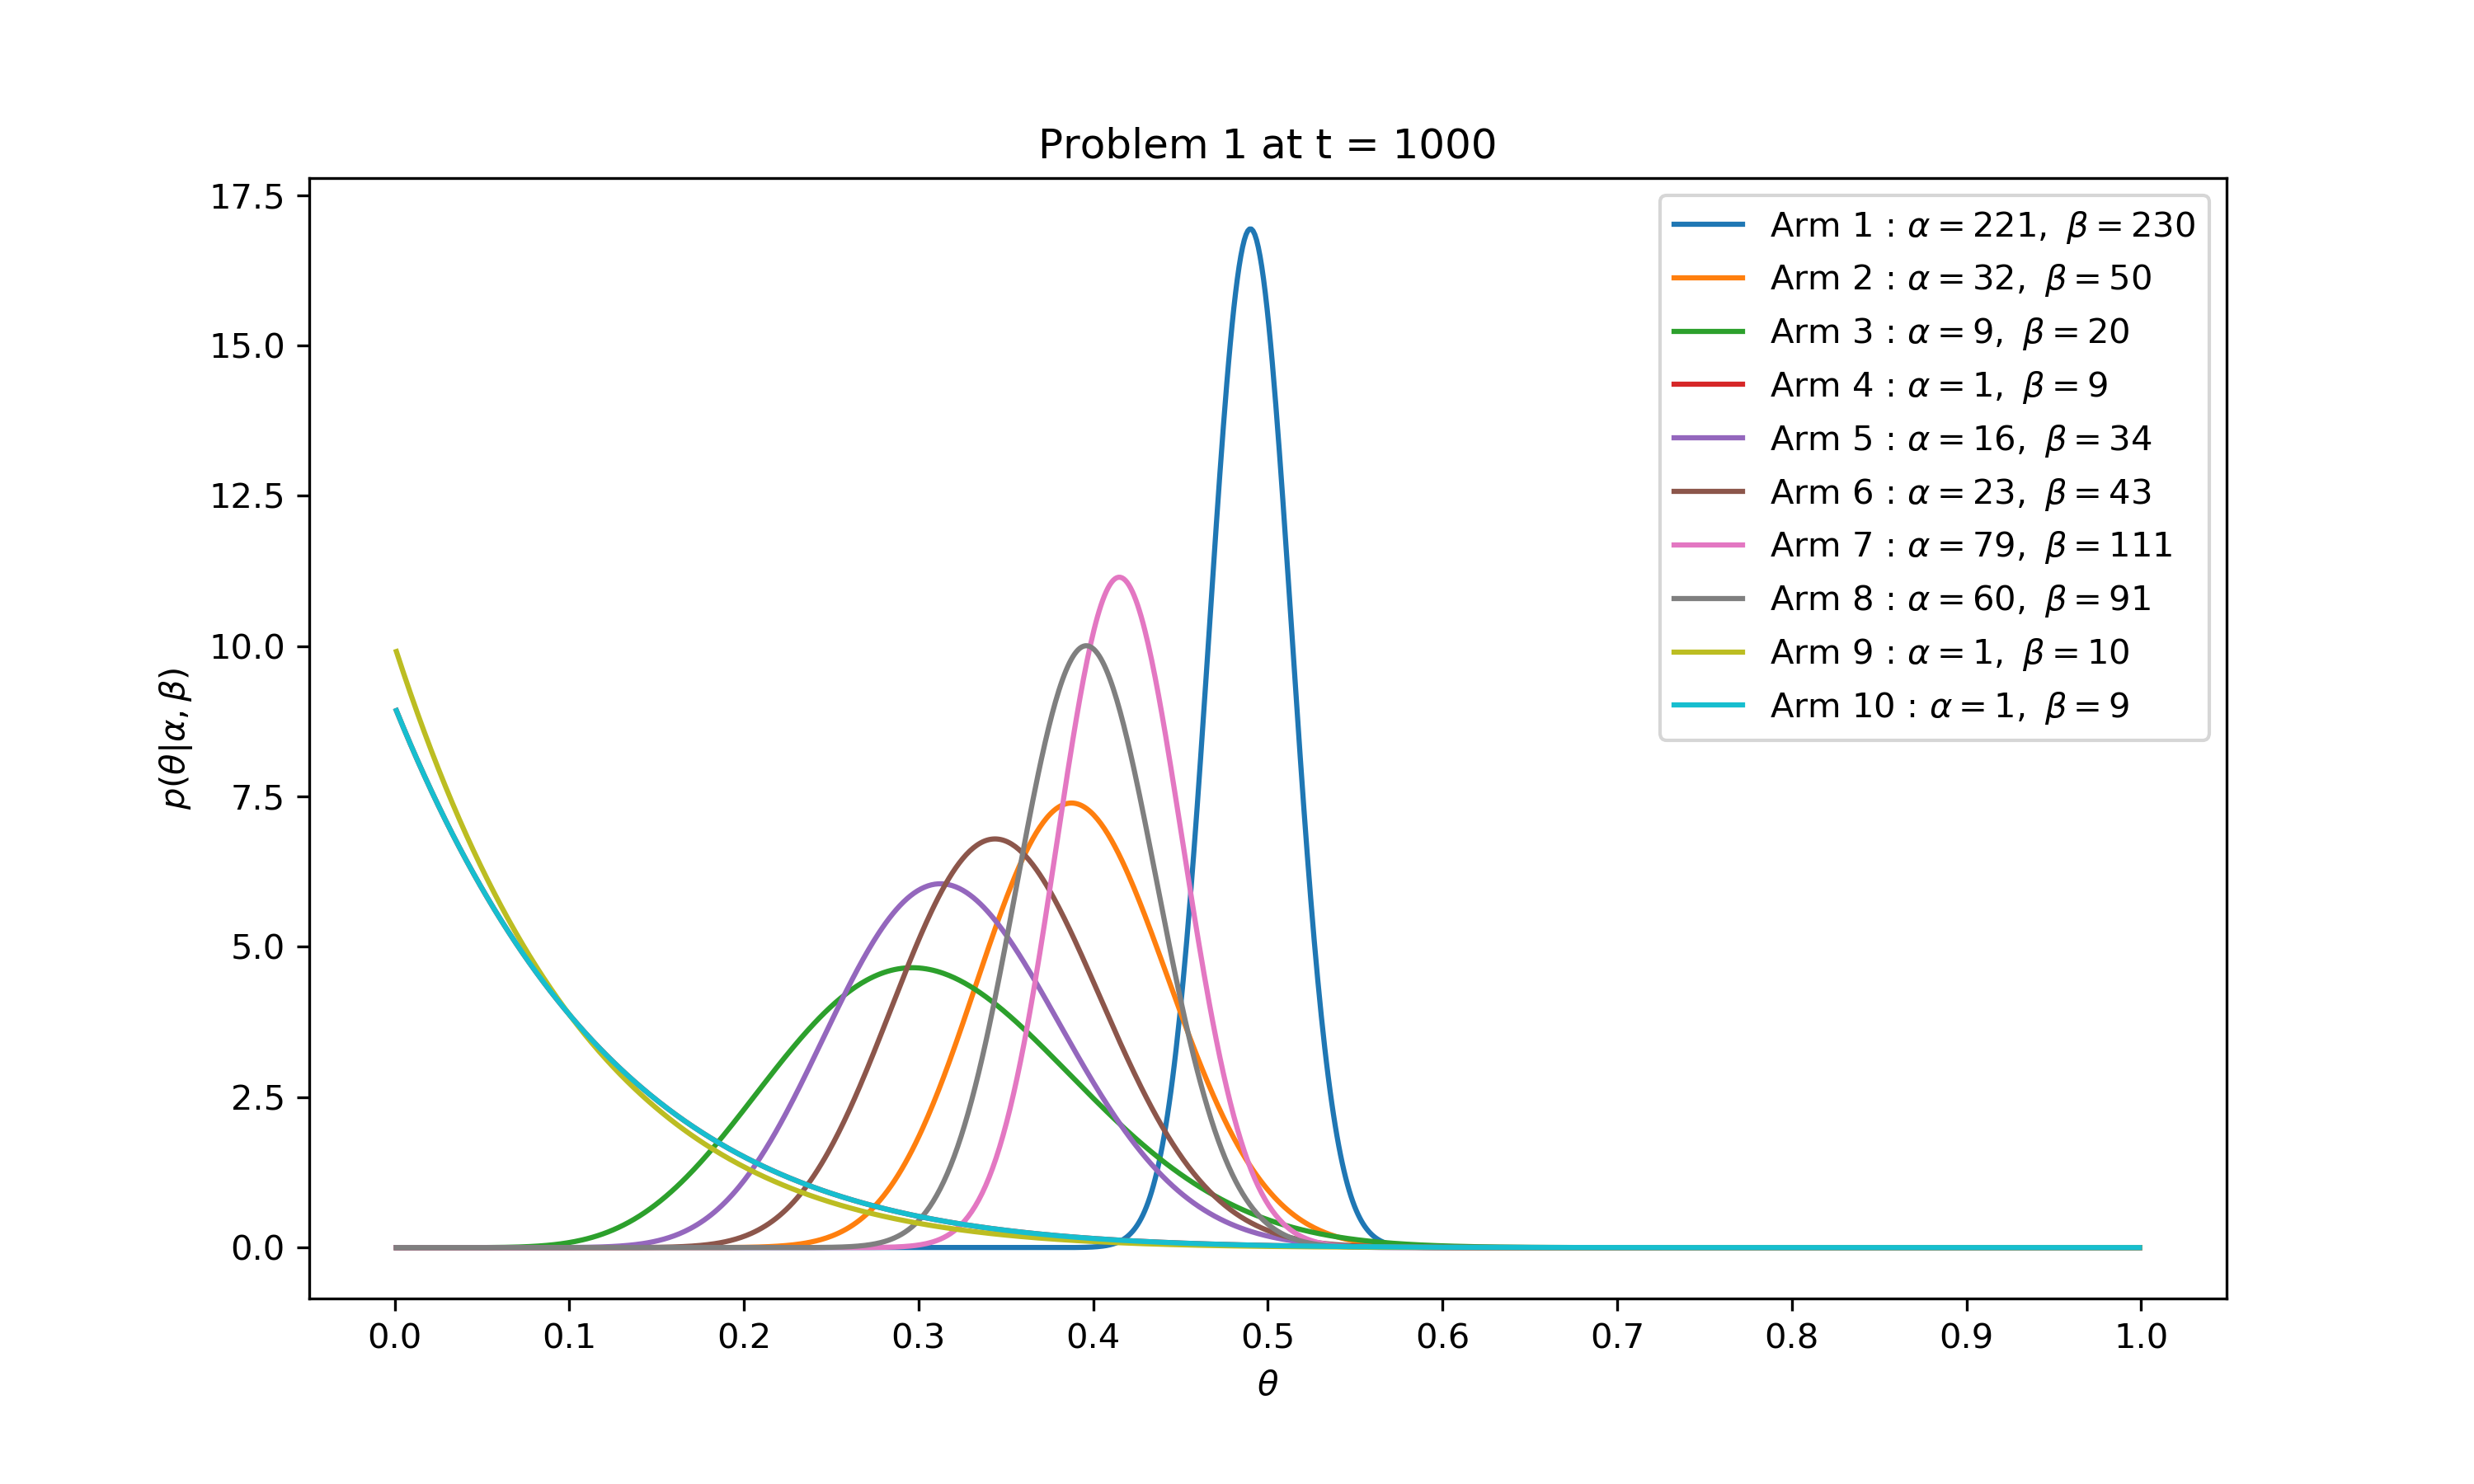 Problem 1 at t = 1000
17.5
15.0
12.5
10.0
7.5
5.0
2.5
0.0
p(θ|α, β)
Arm 1 : α = 221, β = 230
Arm 2 : α = 32, β = 50
Arm 3 : α = 9, β = 20
Arm 4 : α = 1, β = 9
Arm 5 : α = 16, β = 34
Arm 6 : α = 23, β = 43
Arm 7 : α = 79, β = 111
Arm 8 : α = 60, β = 91
Arm 9 : α = 1, β = 10
Arm 10 : α = 1, β = 9
0.0 0.1 0.2 0.3 0.4 0.5 0.6 0.7 0.8 0.9 1.0
θ